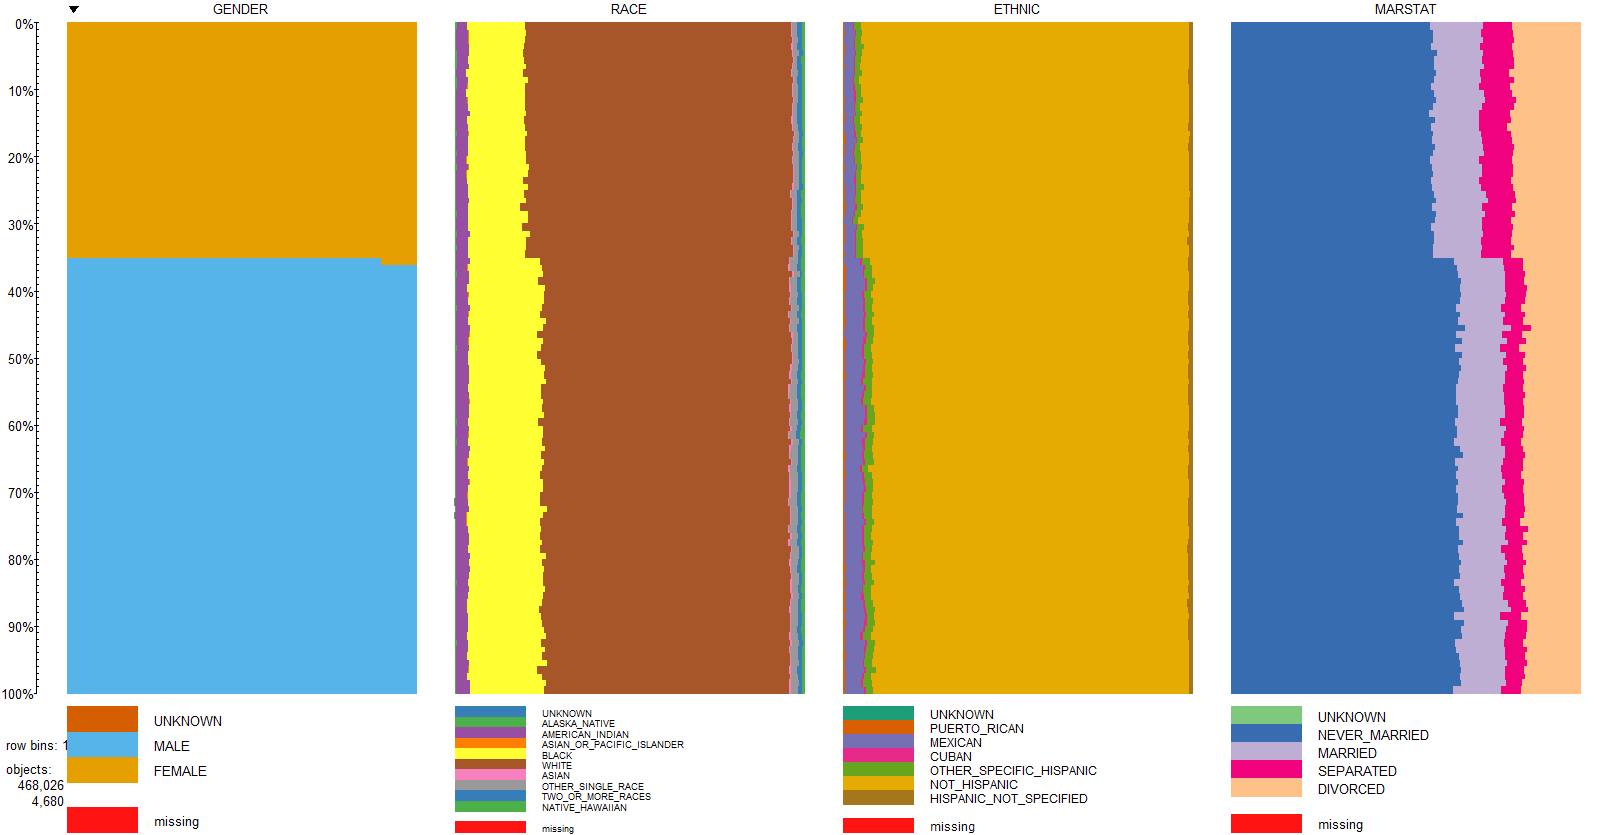 GENDER
RACE
ETHNIC
MARSTAT
0%
10%
20%
30%
40%
50%
60%
70%
80%
90%
100%
row bins: 1
objects:
468,026
4,680
UNKNOWN
MALE
FEMALE
missing
UNKNOWN
ALASKA_NATIVE
AMERICAN_INDIAN
ASIAN_OR_PACIFIC_ISLANDER
BLACK
WHITE
ASIAN
OTHER_SINGLE_RACE
TWO_OR_MORE_RACES
NATIVE_HAWAIIAN
missing
UNKNOWN
PUERTO_RICAN
MEXICAN
CUBAN
OTHER_SPECIFIC_HISPANIC
NOT_HISPANIC
HISPANIC_NOT_SPECIFIED
missing
UNKNOWN
NEVER_MARRIED
MARRIED
SEPARATED
DIVORCED
missing